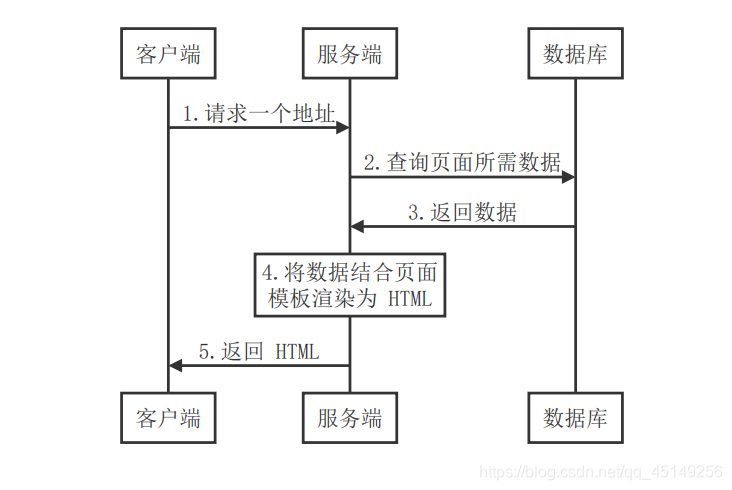 客户端
服务端
数据库
1.请求一个地址
2.查询页面所需数据
3.返回数据
4.将数据结合页面
模板渲染为 HTML
5.返回 HTML
客户端
服务端
数据库
https://blog.csdn.net/qq_45149256